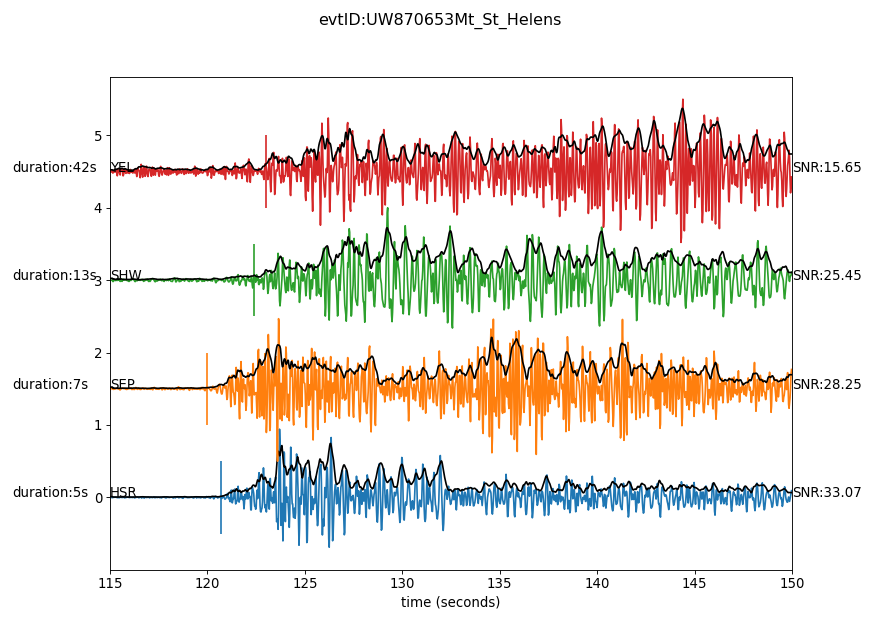 evtID:UW870653Mt_St_Helens
5
duration:42s YEL SNR:15.65
4
duration:13s SHW SNR:25.45
3
2
duration:7s SEP SNR:28.25
1
duration:5s HSR SNR:33.07
0
115 120 125 130 135 140 145 150
time (seconds)